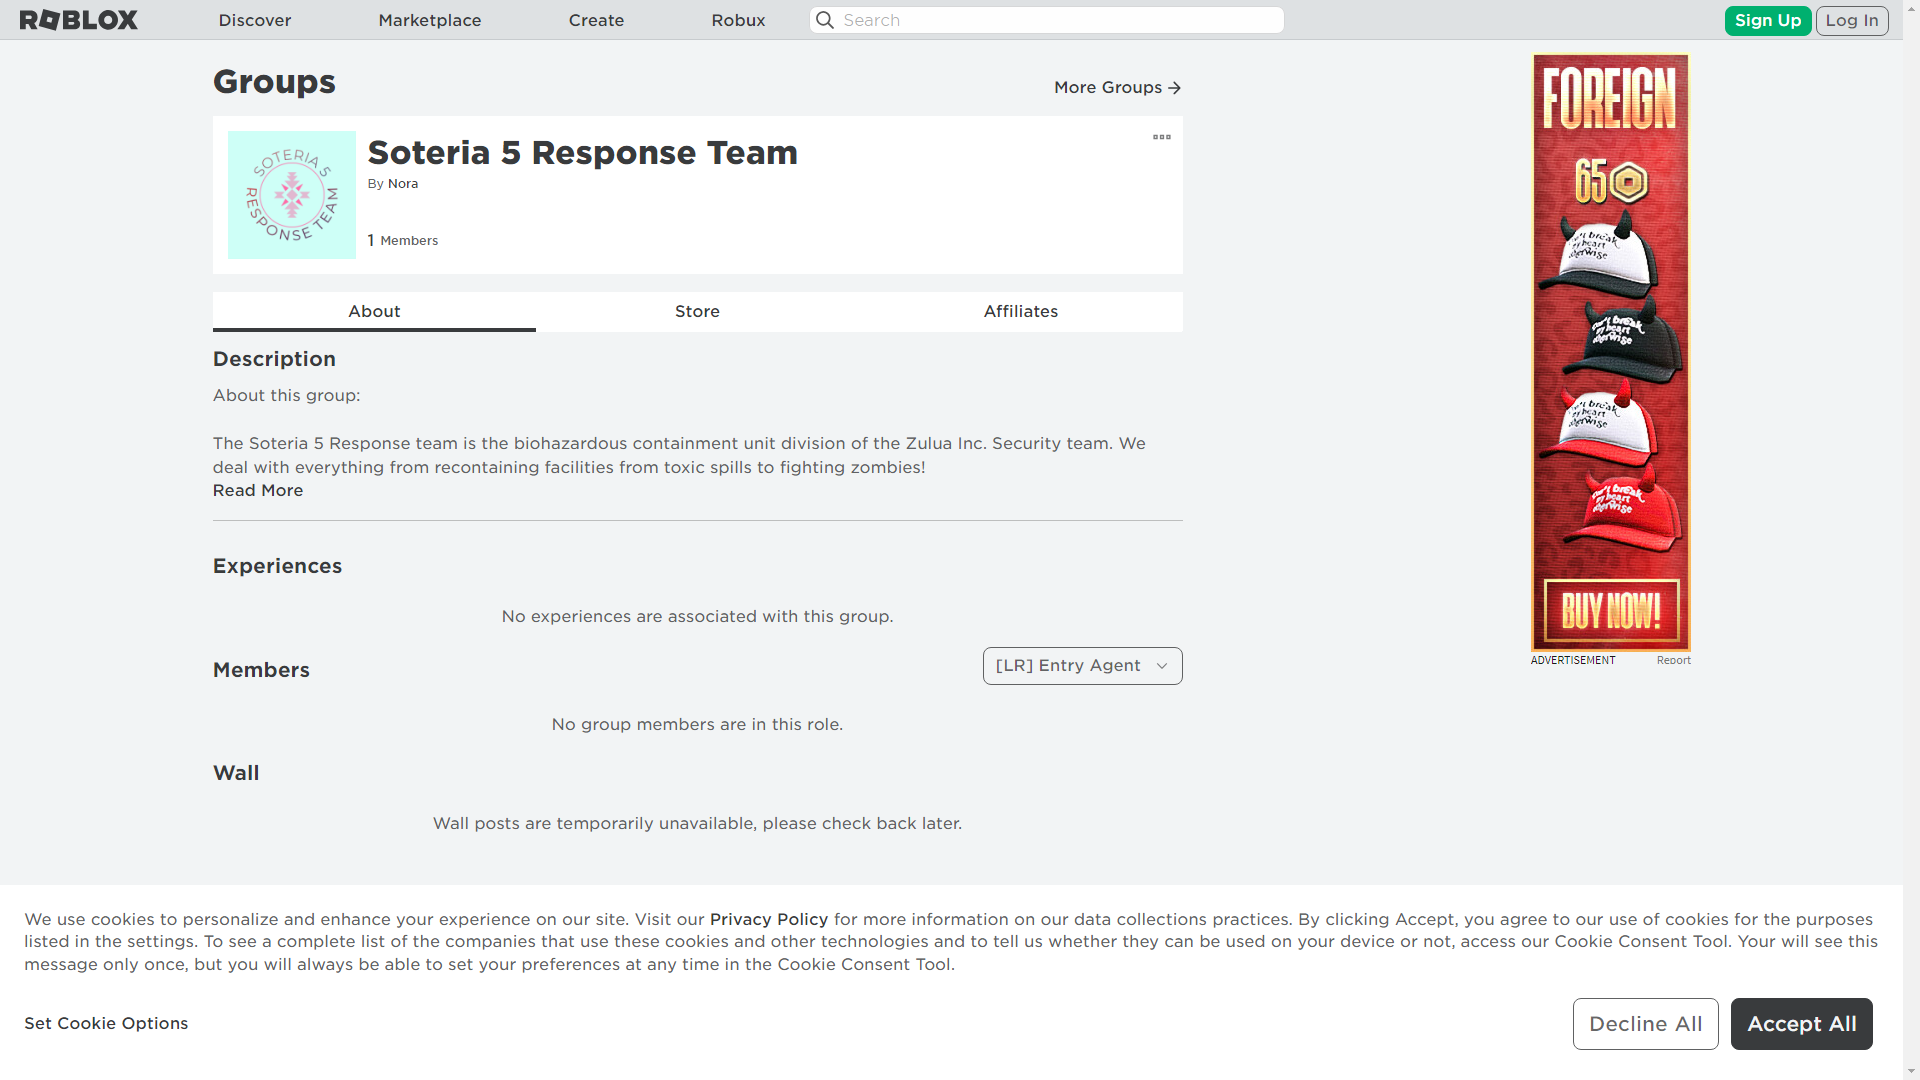 ROBLOX
Discover
Marketplace
Create
Robux
Search
Sign Up
Log In
Groups
More Groups
SOTERIA 5
RESPONSE TEAM
Soteria 5 Response Team
By Nora
1 Members
About
Store
Affiliates
Description
About this group:
The Soteria 5 Response team is the biohazardous containment unit division of the Zulua Inc. Security team. We
deal with everything from recontaining facilities from toxic spills to fighting zombies!
Read More
Experiences
No experiences are associated with this group.
Members
[LR] Entry Agent
No group members are in this role.
Wall
Wall posts are temporarily unavailable, please check back later.
FOREIGN
65
BUY NOW!
ADVERTISEMENT
Report
We use cookies to personalize and enhance your experience on our site. Visit our Privacy Policy for more information on our data collections practices. By clicking Accept, you agree to our use of cookies for the purposes
listed in the settings. To see a complete list of the companies that use these cookies and other technologies and to tell us whether they can be used on your device or not, access our Cookie Consent Tool. Your will see this
message only once, but you will always be able to set your preferences at any time in the Cookie Consent Tool.
Set Cookie Options
Decline All
Accept All